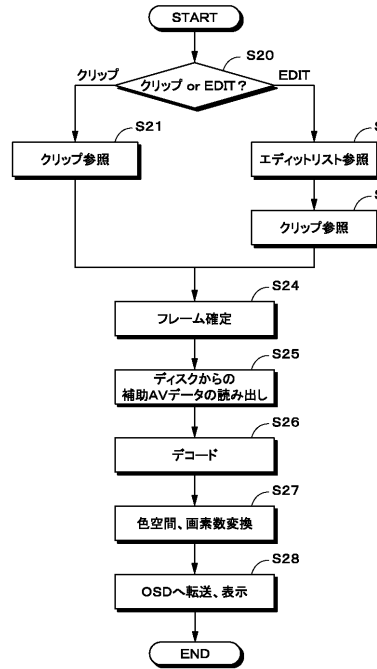 START
S20
クリップ
クリップ or EDIT?
EDIT
S21
クリップ参照
エディットリスト参照
クリップ参照
S24
フレーム確定
S25
ディスクからの
補助AVデータの読み出し
S26
デコード
S27
色空間、画素数変換
S28
OSDへ転送、表示
END